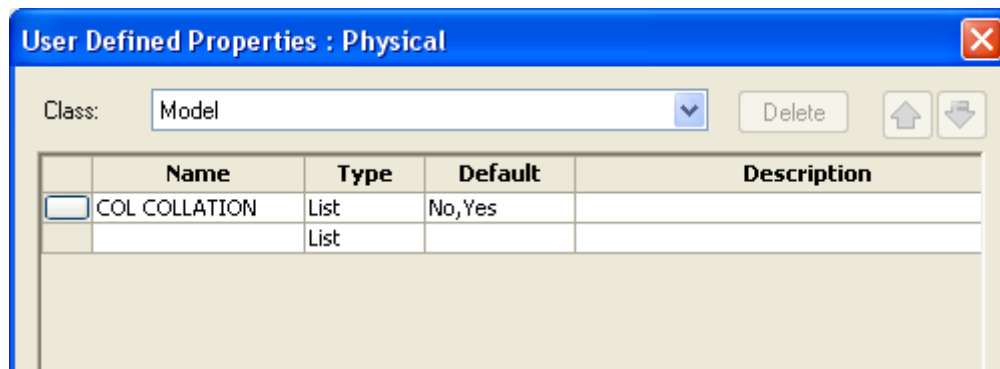 User Defined Properties : Physical
Class: Model Delete
Name Type Default Description
COL COLLATION List No,Yes
List